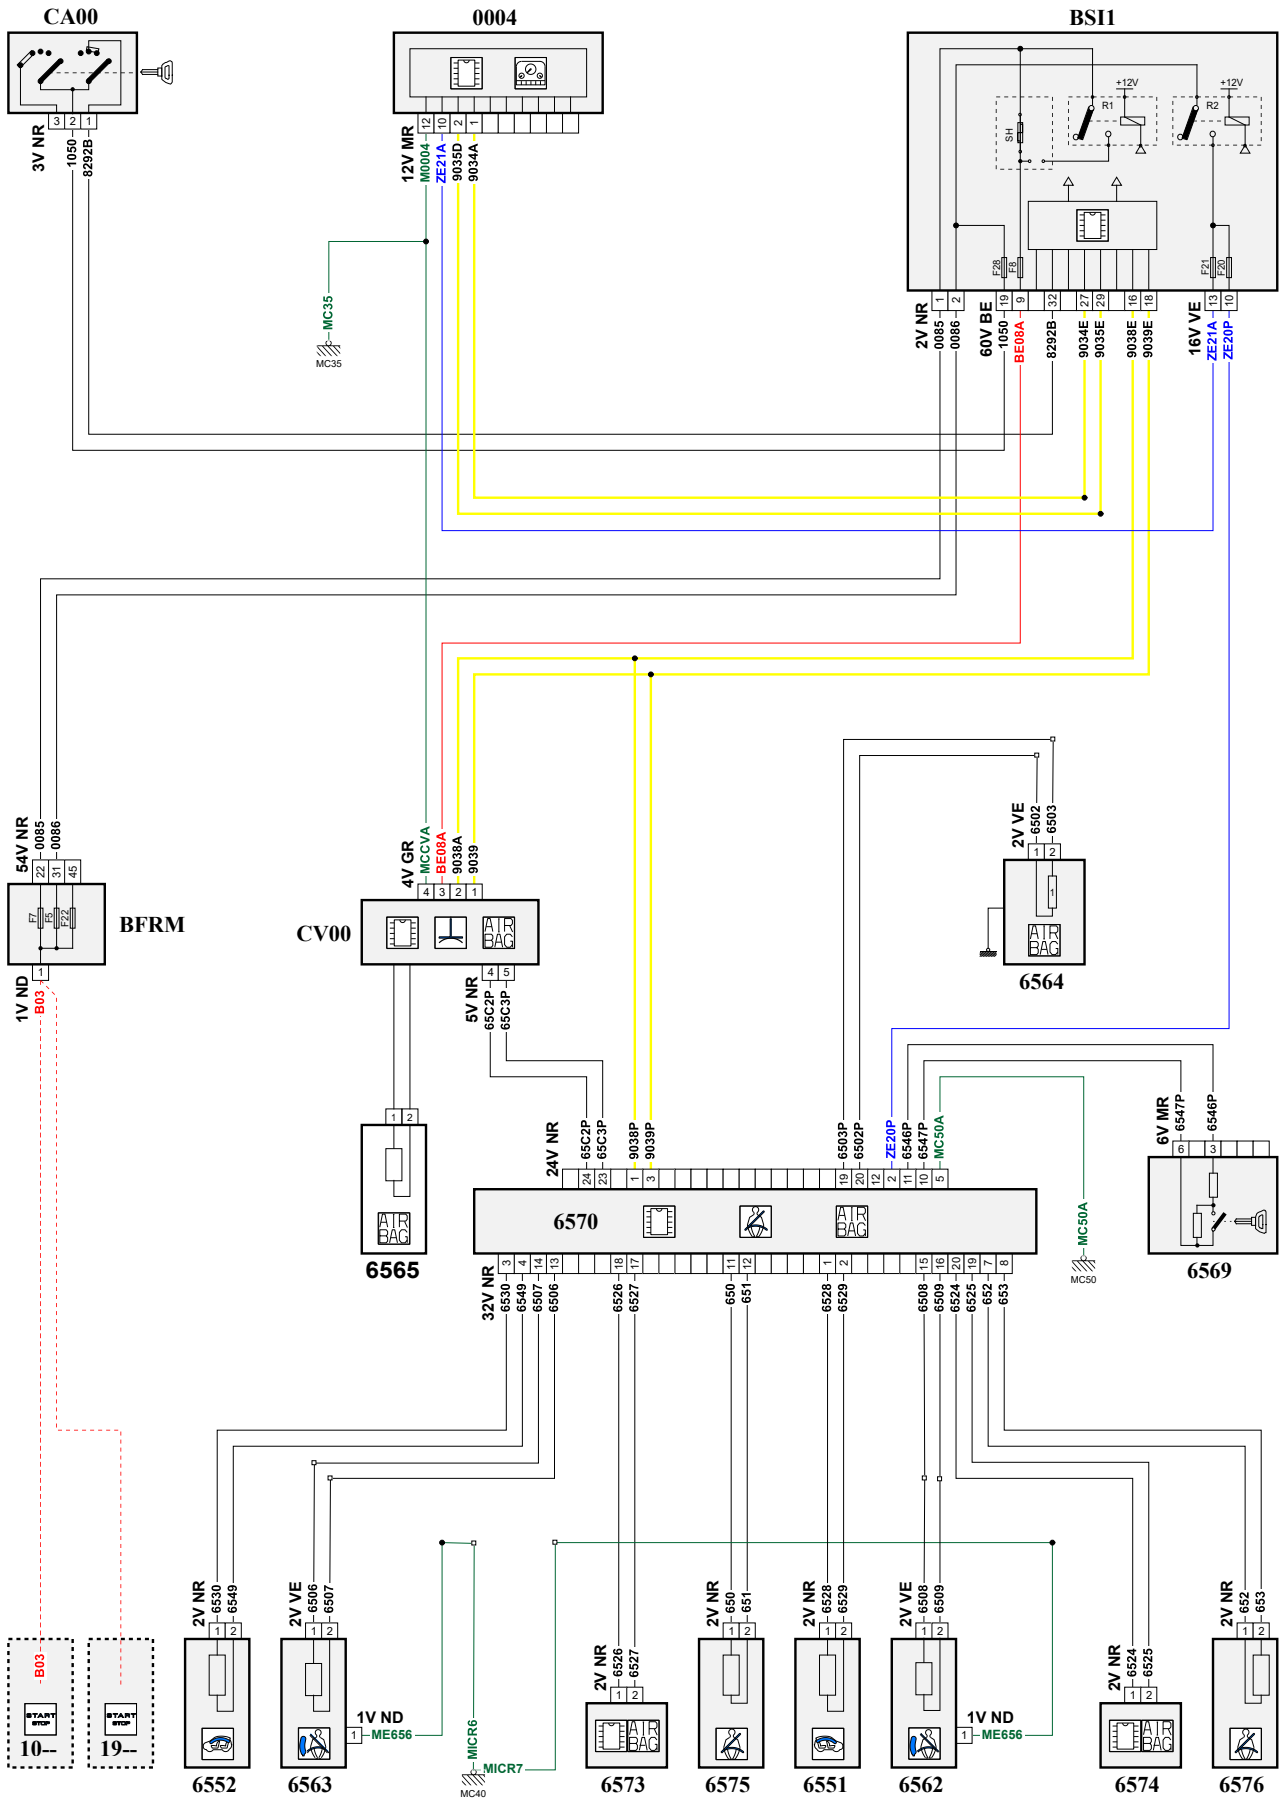 CA00
0004
BSI1
+12V
+12V
R1
R2
SH
F28
F8
F21
F20
3 2 1
12 10 2 1
1 2
19 9 32 27 29 16 18
13 10
3V NR
1050
8292B
12V MR
M0004
ZE21A
9035D
9034A
2V NR
0085
0086
60V BE
1050
BE08A
8292B
9034E
9035E
9038E
9039E
16V VE
ZE21A
ZE20P
MC35
MC35
54V NR
0085
0086
22 31 45
F7
F5
F22
BFRM
1
1V ND
B03
4V GR
MCCVA
BE08A
9038A
9039
4 3 2 1
CV00
AIR
BAG
4 5
5V NR
65C2P
65C3P
2V VE
6502
6503
1 2
1
AIR
BAG
6564
1 2
AIR
BAG
6565
24V NR
65C2P
65C3P
9038P
9039P
6503P
6502P
ZE20P
6546P
6547P
MC50A
24 23 1 3 19 20 12 2 11 10 5
6570
AIR
BAG
MC50A
MC50
6V MR
6547P
6546P
6 3
6569
3 4 14 13 18 17 11 12 1 2 15 16 20 19 7 8
32V NR
6530
6549
6507
6506
6526
6527
650
651
6528
6529
6508
6509
6524
6525
652
653
2V NR
6530
6549
1 2
6552
2V VE
6506
6507
1 2
1V ND
1
ME656
6563
MICR6
MICR7
MC40
2V NR
6526
6527
1 2
AIR
BAG
6573
2V NR
650
651
1 2
6575
2V NR
6528
6529
1 2
6551
2V VE
6508
6509
1 2
1V ND
1
ME656
6562
2V NR
6524
6525
1 2
AIR
BAG
6574
2V NR
652
653
1 2
6576
B03
START
STOP
10--
START
STOP
19--